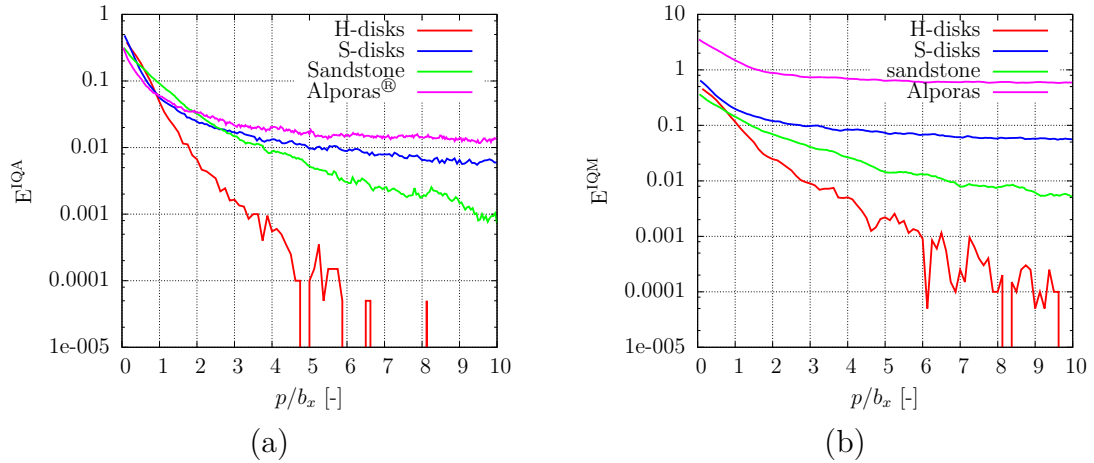 1
0.1
0.01
0.001
0.0001
1e-005
E^IQA
H-disks
S-disks
Sandstone
Alporas®
0 1 2 3 4 5 6 7 8 9 10
p/b_x [-]
(a)
10
1
0.1
0.01
0.001
0.0001
1e-005
E^IQM
H-disks
S-disks
sandstone
Alporas
0 1 2 3 4 5 6 7 8 9 10
p/b_x [-]
(b)